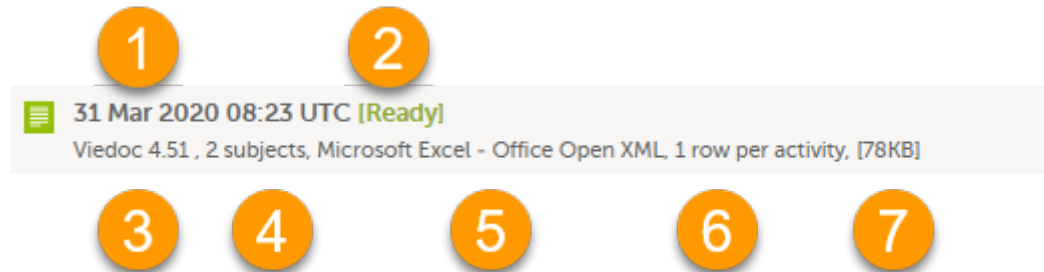 1 2
31 Mar 2020 08:23 UTC [Ready]
Viedoc 4.51 , 2 subjects, Microsoft Excel - Office Open XML, 1 row per activity, [78KB]
3 4 5 6 7